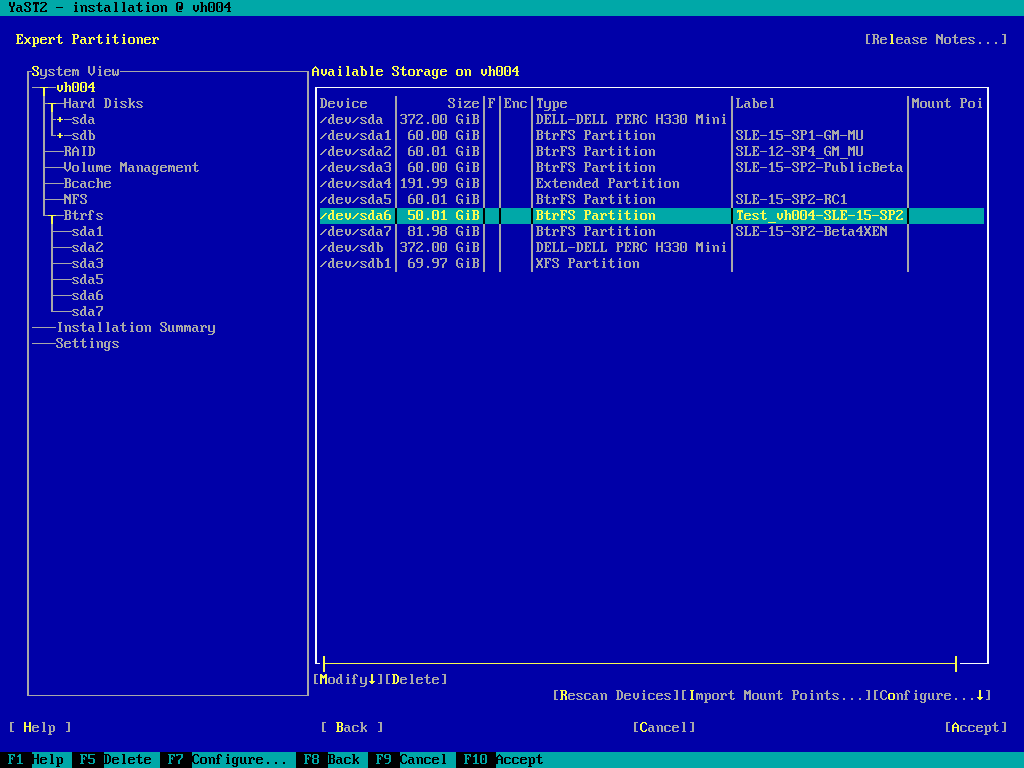 YaST2 - installation @ vh004
Expert Partitioner [Release Notes...]
System View
vh004
Hard Disks
+ sda
+ sdb
RAID
Volume Management
Bcache
NFS
Btrfs
sda1
sda2
sda3
sda5
sda6
sda7
Installation Summary
Settings
Available Storage on vh004
Device | Size|F|Enc|Type |Label |Mount Poi
/dev/sda |372.00 GiB| | |DELL-DELL PERC H330 Mini| |
/dev/sda1| 60.00 GiB| | |BtrFS Partition |SLE-15-SP1-GM-MU |
/dev/sda2| 60.01 GiB| | |BtrFS Partition |SLE-12-SP4_GM_MU |
/dev/sda3| 60.00 GiB| | |BtrFS Partition |SLE-15-SP2-PublicBeta|
/dev/sda4|191.99 GiB| | |Extended Partition | |
/dev/sda5| 60.01 GiB| | |BtrFS Partition |SLE-15-SP2-RC1 |
/dev/sda6| 50.01 GiB| | |BtrFS Partition |Test_vh004-SLE-15-SP2|
/dev/sda7| 81.98 GiB| | |BtrFS Partition |SLE-15-SP2-Beta4XEN |
/dev/sdb |372.00 GiB| | |DELL-DELL PERC H330 Mini| |
/dev/sdb1| 69.97 GiB| | |XFS Partition | |
[Modify↓][Delete]
[Rescan Devices][Import Mount Points...][Configure...↓]
[ Help ] [ Back ] [Cancel] [Accept]
F1 Help F5 Delete F7 Configure... F8 Back F9 Cancel F10 Accept